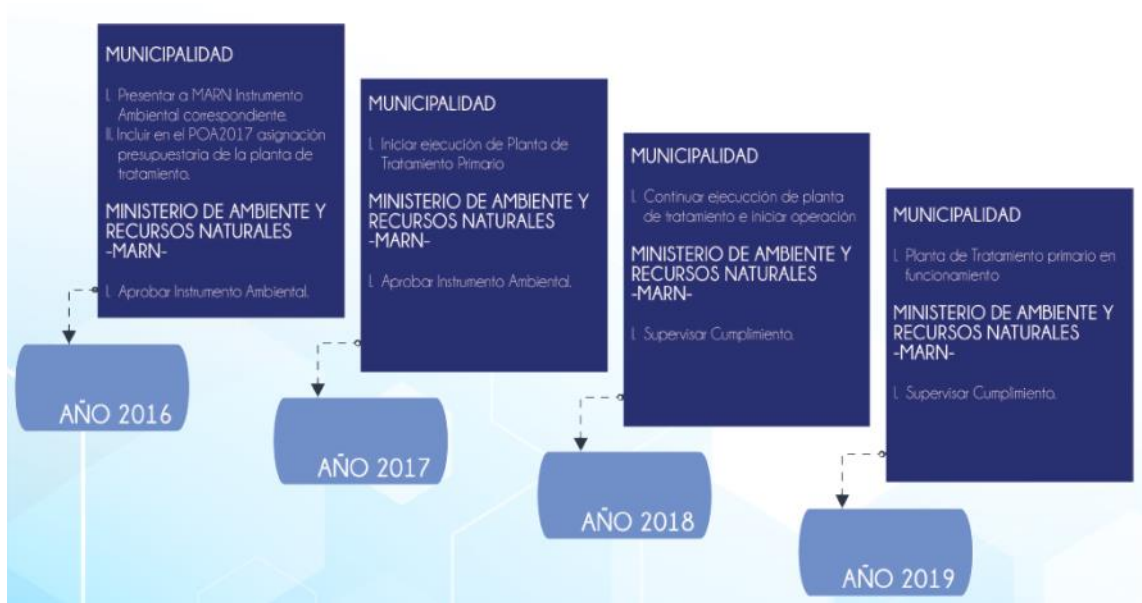 MUNICIPALIDAD
I. Presentar a MARN Instrumento
Ambiental correspondiente.
II. Incluir en el POA2017 asignación
presupuestaria de la planta de
tratamiento.
MINISTERIO DE AMBIENTE Y
RECURSOS NATURALES
-MARN-
I. Aprobar Instrumento Ambiental.
AÑO 2016
MUNICIPALIDAD
I. Iniciar ejecución de Planta de
Tratamiento Primario
MINISTERIO DE AMBIENTE Y
RECURSOS NATURALES
-MARN-
I. Aprobar Instrumento Ambiental.
AÑO 2017
MUNICIPALIDAD
I. Continuar ejecucción de planta
de tratamiento e iniciar operación
MINISTERIO DE AMBIENTE Y
RECURSOS NATURALES
-MARN-
I. Supervisar Cumplimiento.
AÑO 2018
MUNICIPALIDAD
I. Planta de Tratamiento primario en
funcionamiento
MINISTERIO DE AMBIENTE Y
RECURSOS NATURALES
-MARN-
I. Supervisar Cumplimiento.
AÑO 2019